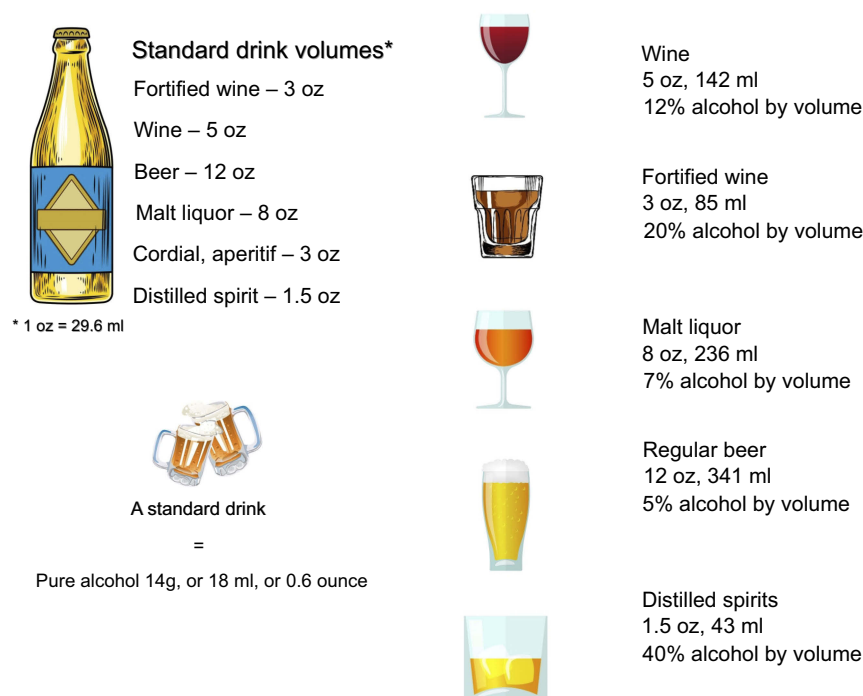 Standard drink volumes*
Fortified wine – 3 oz
Wine – 5 oz
Beer – 12 oz
Malt liquor – 8 oz
Cordial, aperitif – 3 oz
Distilled spirit – 1.5 oz
* 1 oz = 29.6 ml
A standard drink
=
Pure alcohol 14g, or 18 ml, or 0.6 ounce
Wine
5 oz, 142 ml
12% alcohol by volume
Fortified wine
3 oz, 85 ml
20% alcohol by volume
Malt liquor
8 oz, 236 ml
7% alcohol by volume
Regular beer
12 oz, 341 ml
5% alcohol by volume
Distilled spirits
1.5 oz, 43 ml
40% alcohol by volume